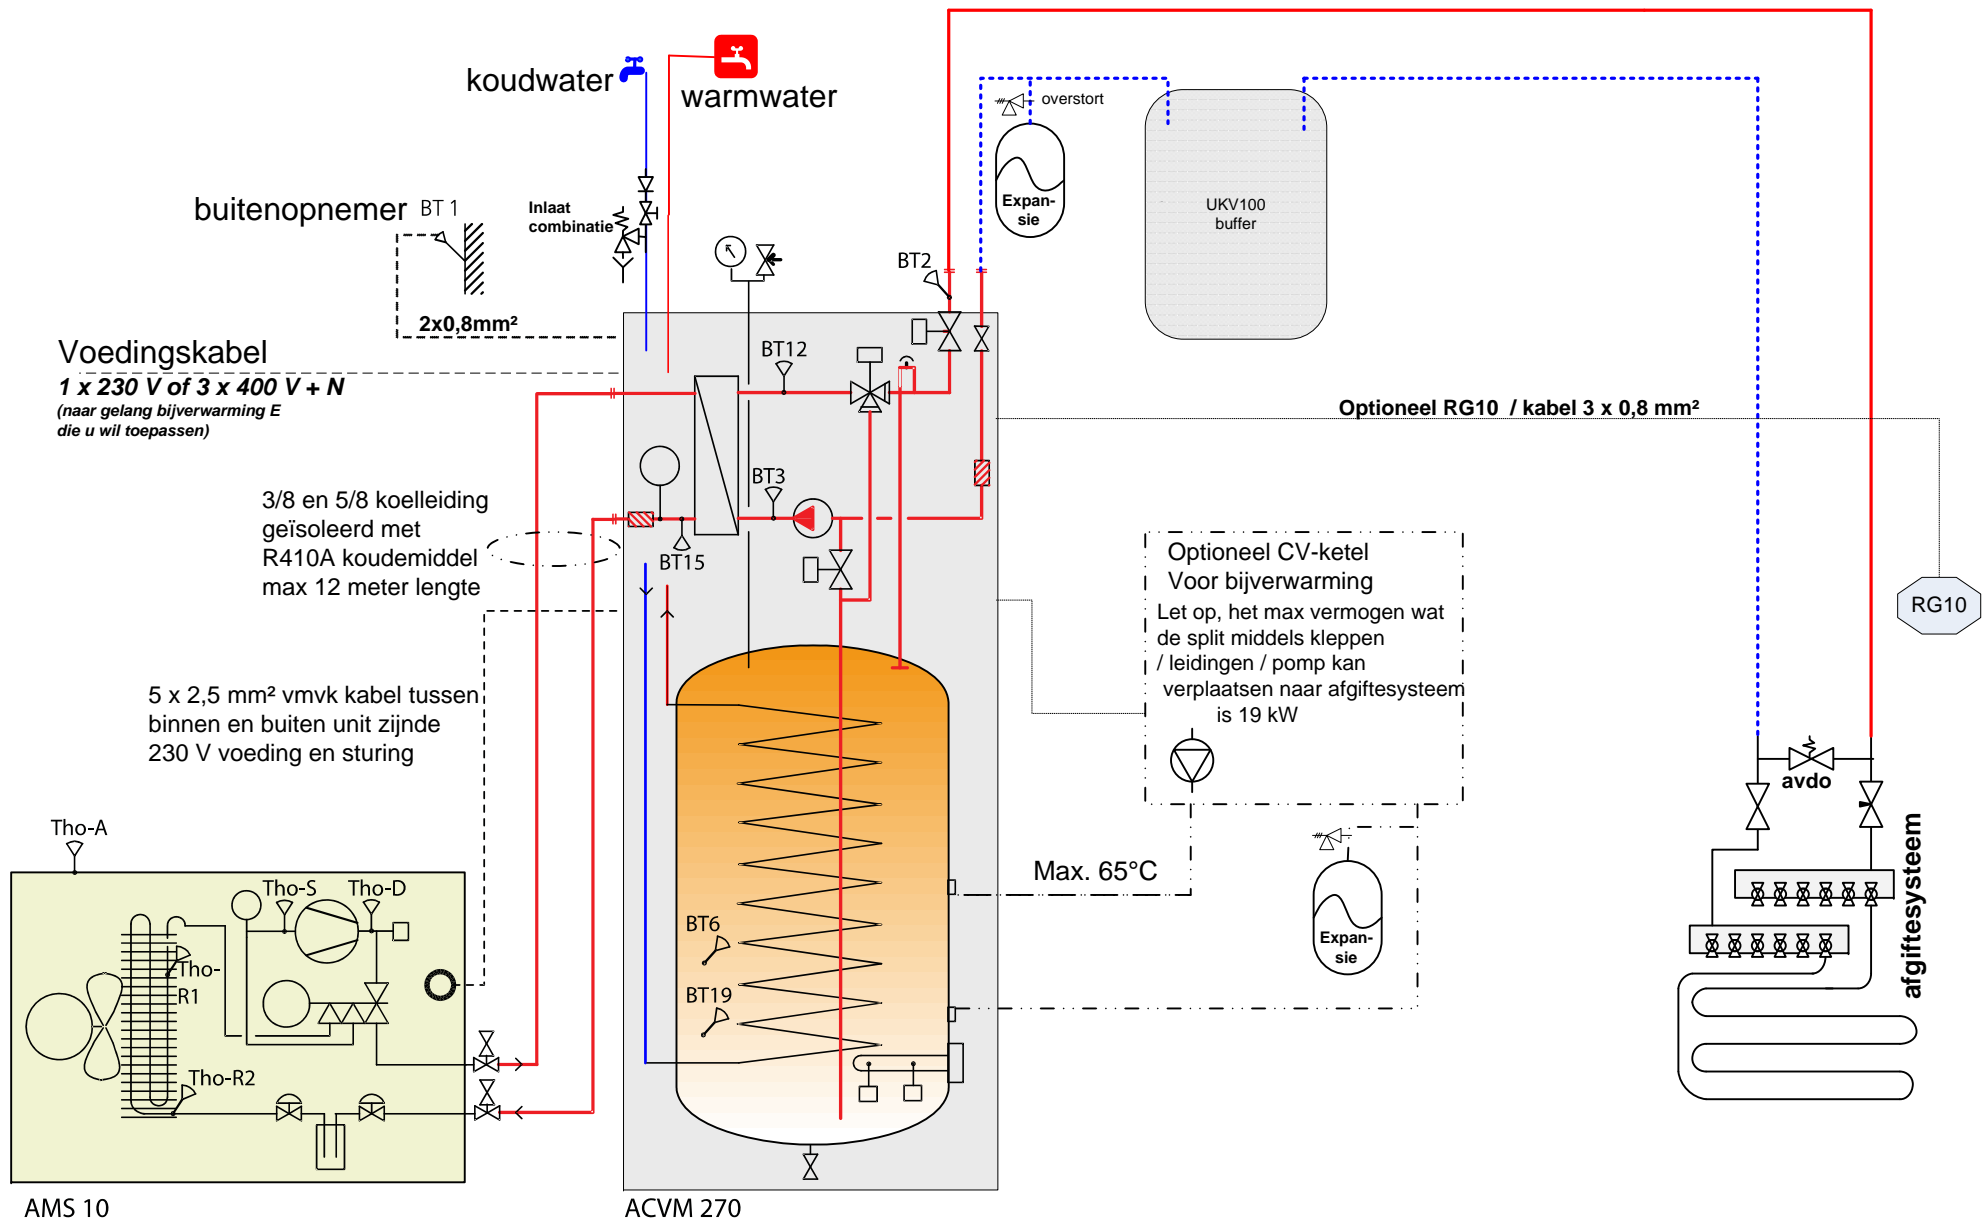 koudwater
warmwater
overstort
Expan-
sie
UKV100
buffer
buitenopnemer BT 1
Inlaat
combinatie
2x0,8mm²
BT2
Voedingskabel
1 x 230 V of 3 x 400 V + N
(naar gelang bijverwarming E
die u wil toepassen)
BT12
Optioneel RG10 / kabel 3 x 0,8 mm²
BT3
BT15
3/8 en 5/8 koelleiding
geïsoleerd met
R410A koudemiddel
max 12 meter lengte
Optioneel CV-ketel
Voor bijverwarming
Let op, het max vermogen wat
de split middels kleppen
/ leidingen / pomp kan
verplaatsen naar afgiftesysteem
is 19 kW
RG10
5 x 2,5 mm² vmvk kabel tussen
binnen en buiten unit zijnde
230 V voeding en sturing
avdo
afgiftesysteem
Max. 65°C
Expan-
sie
Tho-A
Tho-S
Tho-D
Tho-
R1
Tho-R2
BT6
BT19
AMS 10
ACVM 270